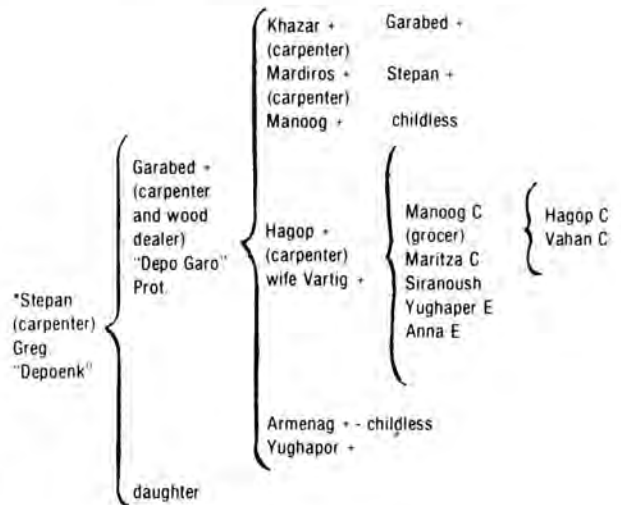 Khazar + Garabed +
(carpenter)
Mardiros + Stepan +
(carpenter)
Manoog + childless
Garabed +
(carpenter
and wood
dealer)
"Depo Garo"
Prot.
Hagop +
(carpenter)
wife Vartig +
Manoog C
(grocer)
Maritza C
Siranoush
Yughaper E
Anna E
Hagop C
Vahan C
*Stepan
(carpenter)
Greg.
"Depoenk"
Armenag + - childless
Yughapor +
daughter